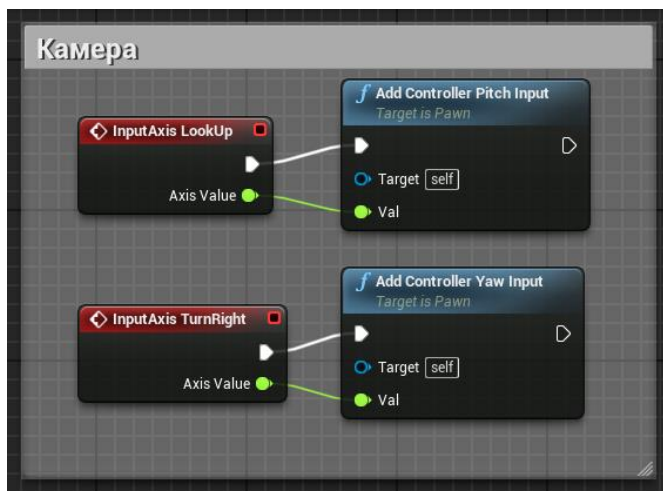 Камера
InputAxis LookUp
Axis Value
f Add Controller Pitch Input
Target is Pawn
Target self
Val
InputAxis TurnRight
Axis Value
f Add Controller Yaw Input
Target is Pawn
Target self
Val